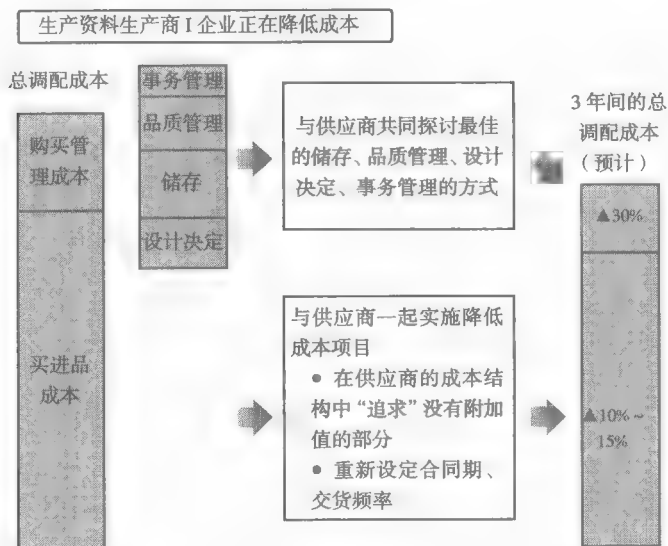 生产资料生产商 I 企业正在降低成本
总调配成本
购买管
理成本
买进品
成本
事务管理
品质管理
储存
设计决定
与供应商共同探讨最佳
的储存、品质管理、设计
决定、事务管理的方式
与供应商一起实施降低
成本项目
● 在供应商的成本结
构中“追求”没有附加
值的部分
● 重新设定合同期、
交货频率
3 年间的总
调配成本
（预计）
▲30%
▲10% ~
15%